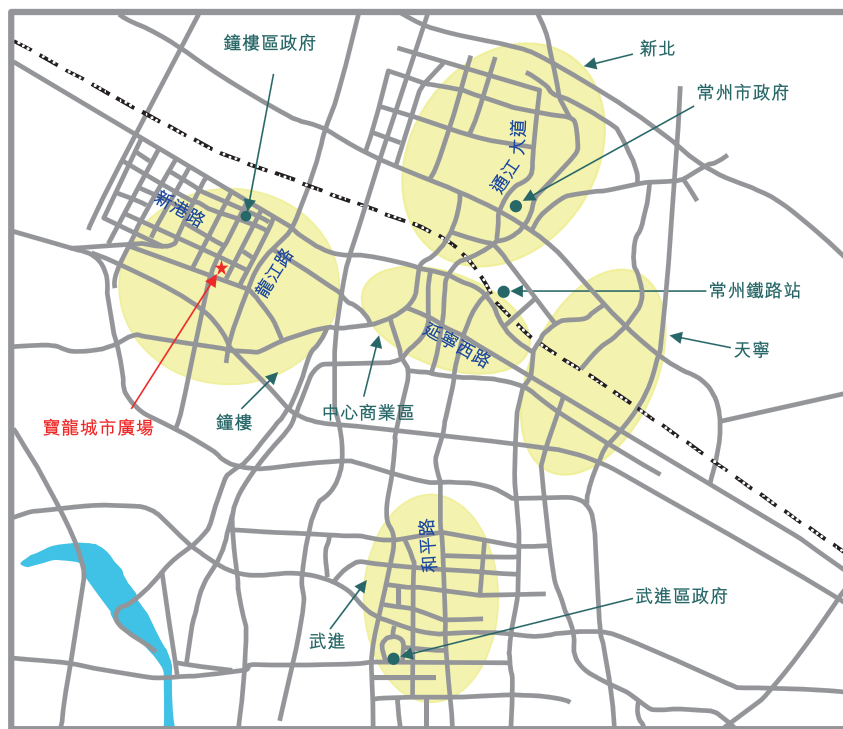 鐘樓區政府
新北
常州市政府
通江 大道
新港路
龍江路
常州鐵路站
延寧西路
天寧
中心商業區
鐘樓
寶龍城市廣場
和平路
武進區政府
武進